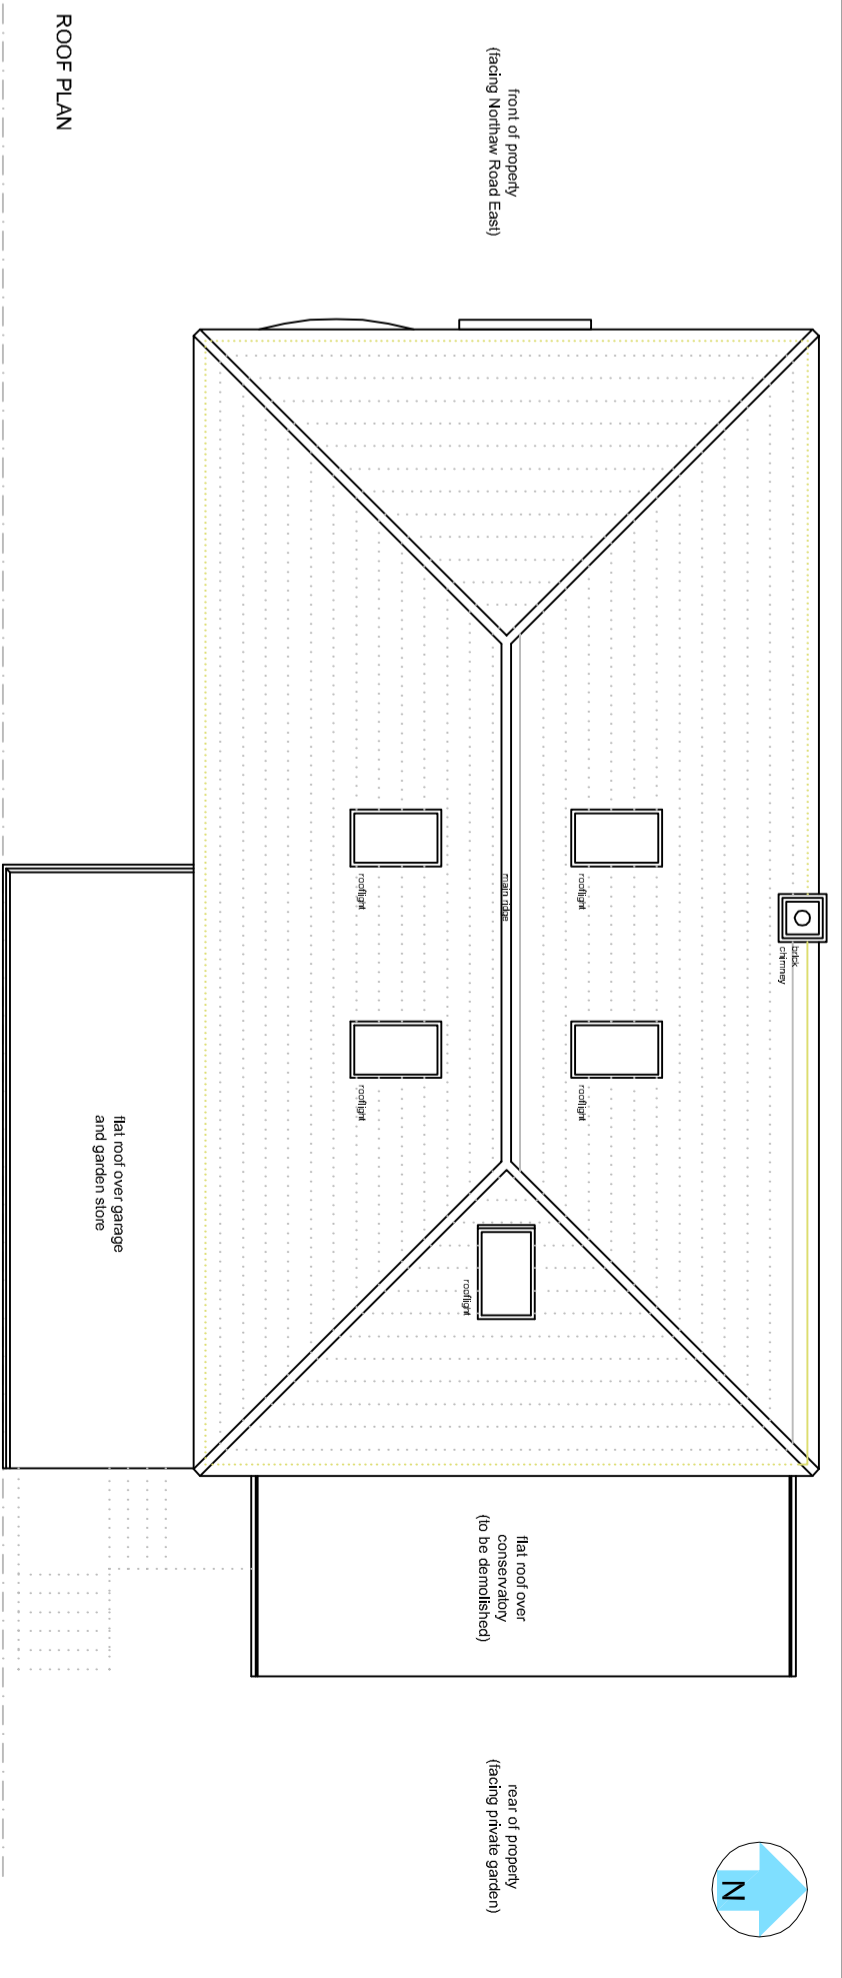 ROOF PLAN
front of property
(facing Northaw Road East)
rooflight
rooflight
main ridge
brick
chimney
rooflight
rooflight
rooflight
flat roof over garage
and garden store
flat roof over
conservatory
(to be demolished)
rear of property
(facing private garden)
N